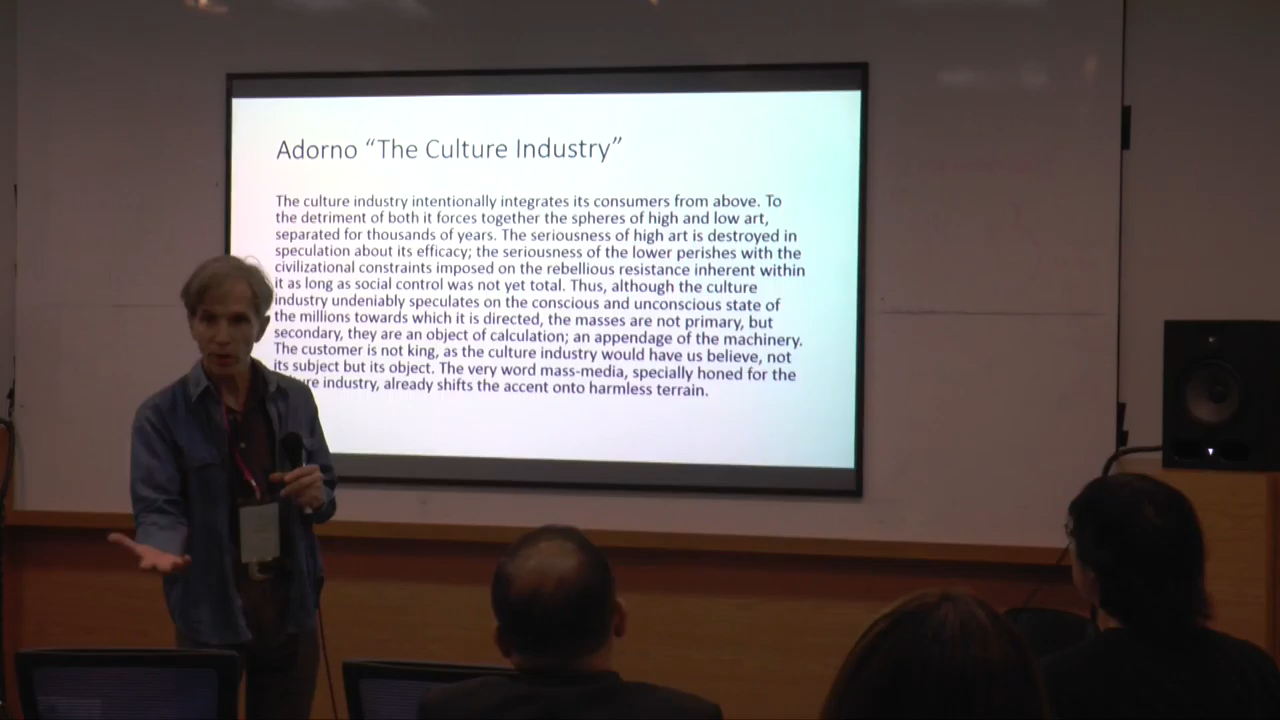 Adorno “The Culture Industry”
The culture industry intentionally integrates its consumers from above. To
the detriment of both it forces together the spheres of high and low art,
separated for thousands of years. The seriousness of high art is destroyed in
speculation about its efficacy; the seriousness of the lower perishes with the
civilizational constraints imposed on the rebellious resistance inherent within
it as long as social control was not yet total. Thus, although the culture
industry undeniably speculates on the conscious and unconscious state of
the millions towards which it is directed, the masses are not primary, but
secondary, they are an object of calculation; an appendage of the machinery.
The customer is not king, as the culture industry would have us believe, not
its subject but its object. The very word mass-media, specially honed for the
industry, already shifts the accent onto harmless terrain.